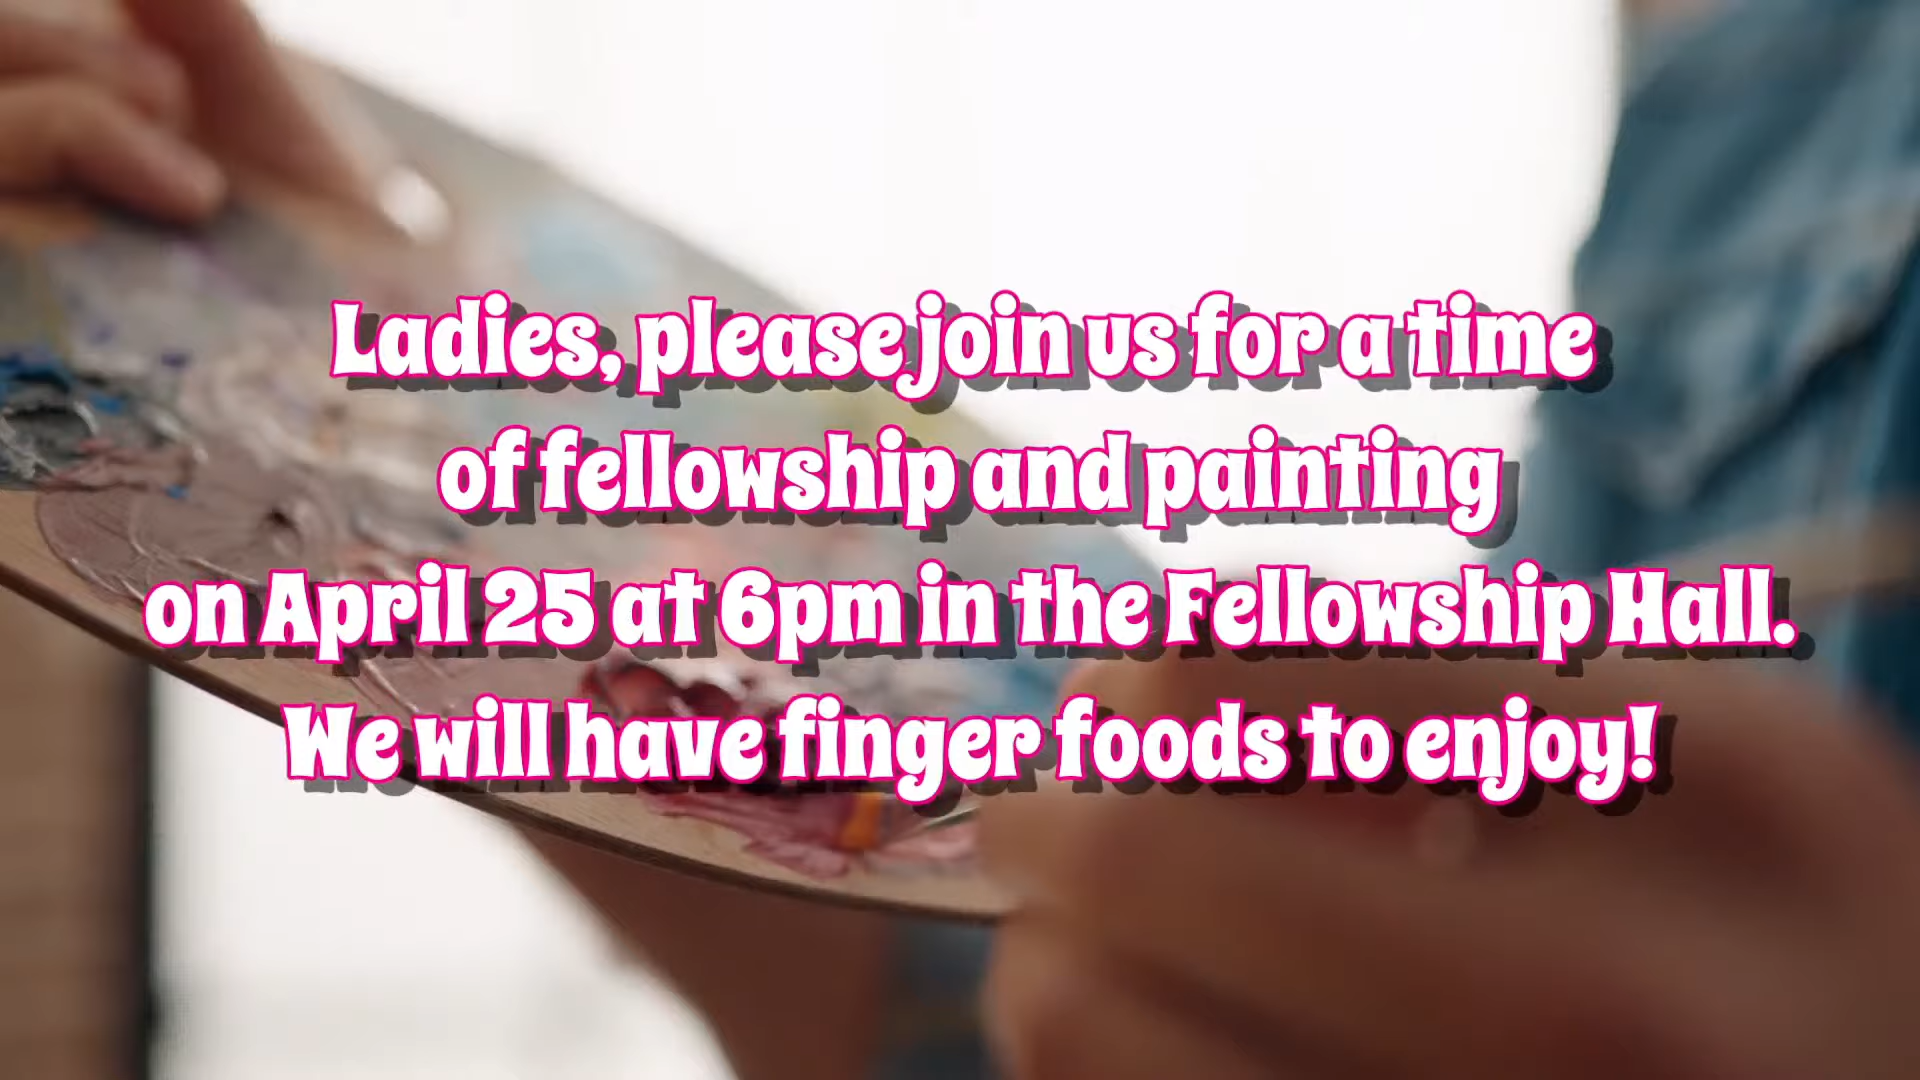 Ladies, please join us for a time
of fellowship and painting
on April 25 at 6pm in the Fellowship Hall.
We will have finger foods to enjoy!